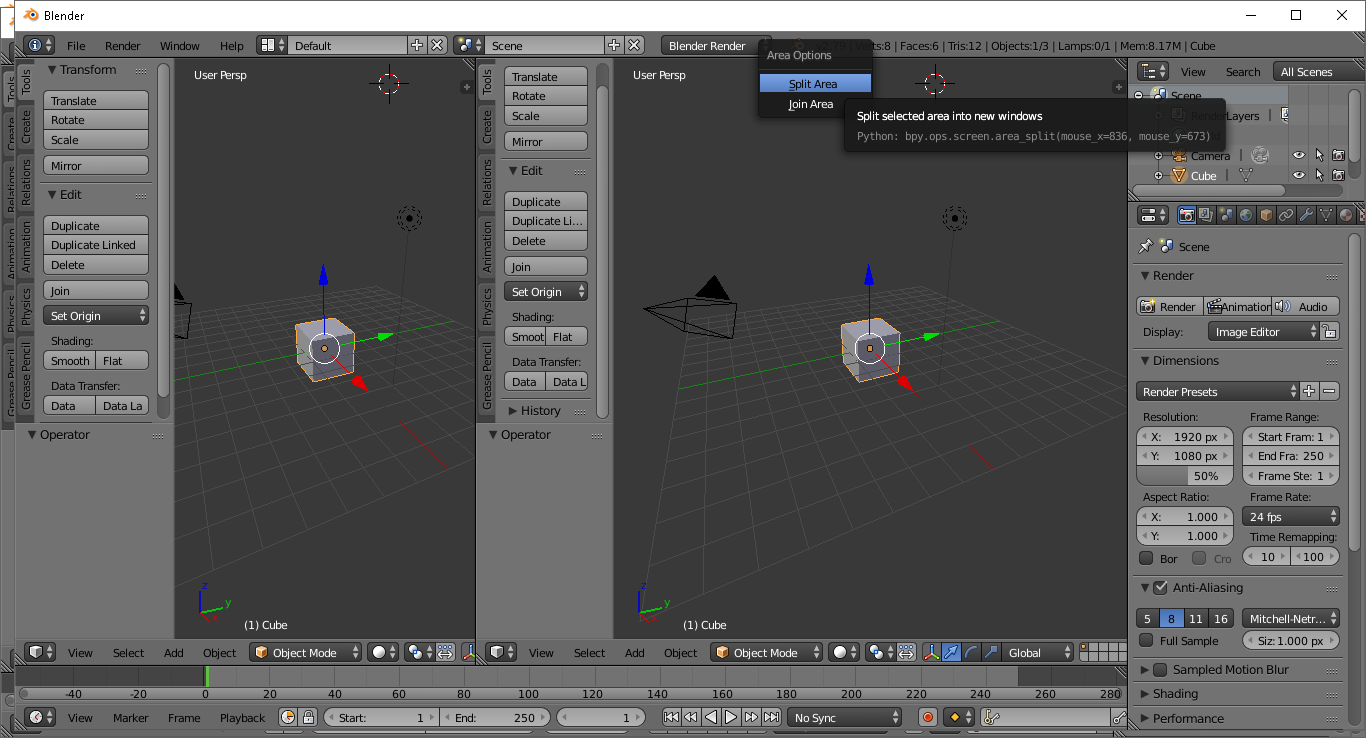 Blender
File Render Window Help Default Scene Blender Render Verts:8 | Faces:6 | Tris:12 | Objects:1/3 | Lamps:0/1 | Mem:8.17M | Cube
Area Options
Split Area
Join Area
Split selected area into new windows
Python: bpy.ops.screen.area_split(mouse_x=836, mouse_y=673)
Tools
Create
Relations
Animation
Physics
Grease Pencil
Transform
Translate
Rotate
Scale
Mirror
Edit
Duplicate
Duplicate Linked
Delete
Join
Set Origin
Shading:
Smooth Flat
Data Transfer:
Data Data La
Operator
User Persp
z
y
x
(1) Cube
View Select Add Object Object Mode
Tools
Create
Relations
Animation
Physics
Grease Pencil
Translate
Rotate
Scale
Mirror
Edit
Duplicate
Duplicate Li...
Delete
Join
Set Origin
Shading:
Smoot Flat
Data Transfer:
Data Data L
History
Operator
User Persp
z
y
x
(1) Cube
View Select Add Object Object Mode Global
-40 -20 0 20 40 60 80 100 120 140 160 180 200 220 240 260 280
View Marker Frame Playback Start: 1 End: 250 1 No Sync
View Search All Scenes
Scene
RenderLayers
Camera
Cube
Scene
Render
Render Animation Audio
Display: Image Editor
Dimensions
Render Presets
Resolution: Frame Range:
X: 1920 px Start Fram: 1
Y: 1080 px End Fra: 250
50% Frame Ste: 1
Aspect Ratio: Frame Rate:
X: 1.000 24 fps
Y: 1.000 Time Remapping:
Bor Cro 10 100
Anti-Aliasing
5 8 11 16 Mitchell-Netr...
Full Sample Siz: 1.000 px
Sampled Motion Blur
Shading
Performance